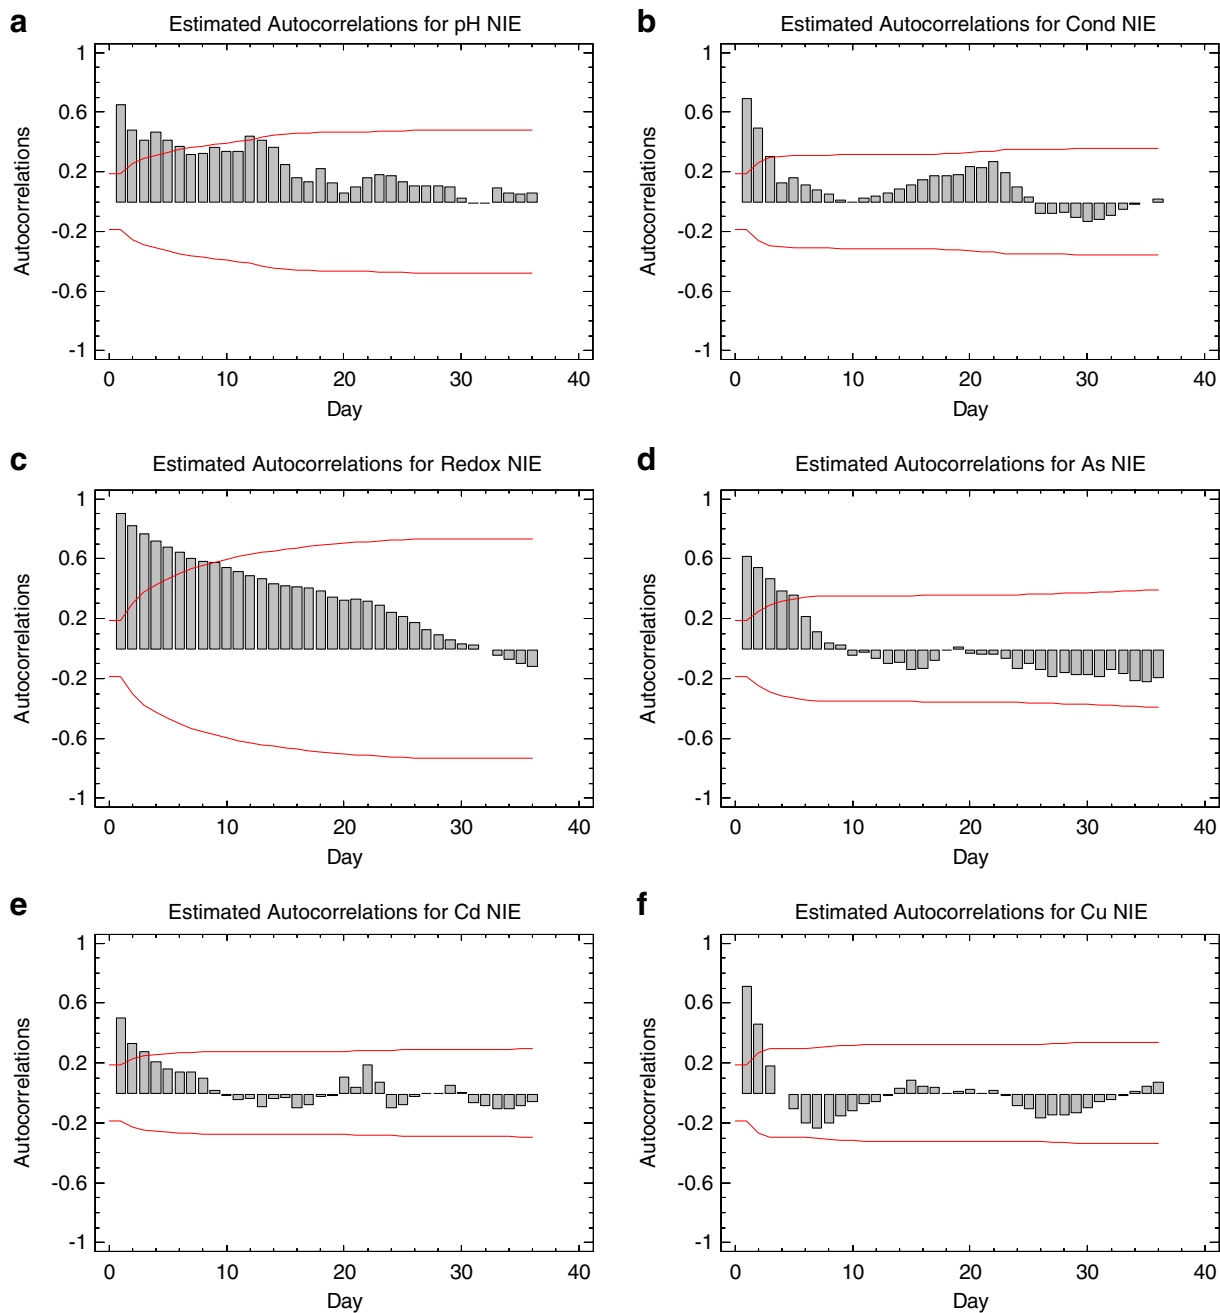 a
Estimated Autocorrelations for pH NIE
1
0.6
0.2
-0.2
-0.6
-1
Autocorrelations
0 10 20 30 40
Day
b
Estimated Autocorrelations for Cond NIE
1
0.6
0.2
-0.2
-0.6
-1
Autocorrelations
0 10 20 30 40
Day
c
Estimated Autocorrelations for Redox NIE
1
0.6
0.2
-0.2
-0.6
-1
Autocorrelations
0 10 20 30 40
Day
d
Estimated Autocorrelations for As NIE
1
0.6
0.2
-0.2
-0.6
-1
Autocorrelations
0 10 20 30 40
Day
e
Estimated Autocorrelations for Cd NIE
1
0.6
0.2
-0.2
-0.6
-1
Autocorrelations
0 10 20 30 40
Day
f
Estimated Autocorrelations for Cu NIE
1
0.6
0.2
-0.2
-0.6
-1
Autocorrelations
0 10 20 30 40
Day